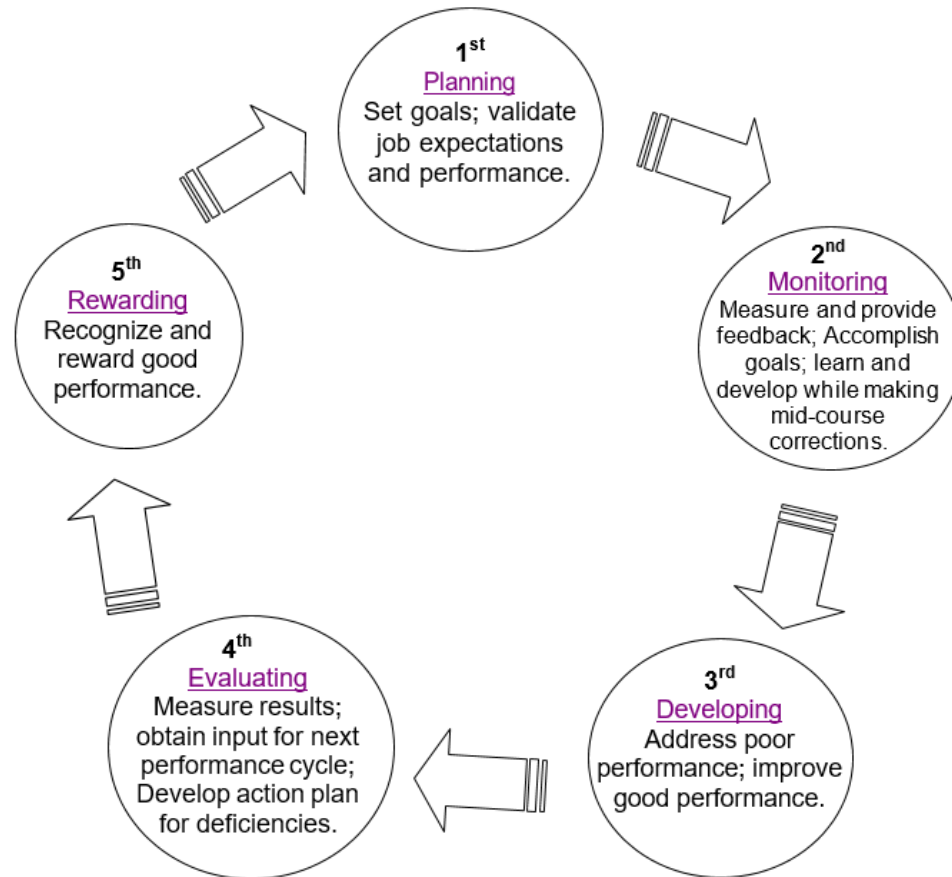 1st
Planning
Set goals; validate
job expectations
and performance.
2nd
Monitoring
Measure and provide
feedback; Accomplish
goals; learn and
develop while making
mid-course
corrections.
3rd
Developing
Address poor
performance; improve
good performance.
4th
Evaluating
Measure results;
obtain input for next
performance cycle;
Develop action plan
for deficiencies.
5th
Rewarding
Recognize and
reward good
performance.